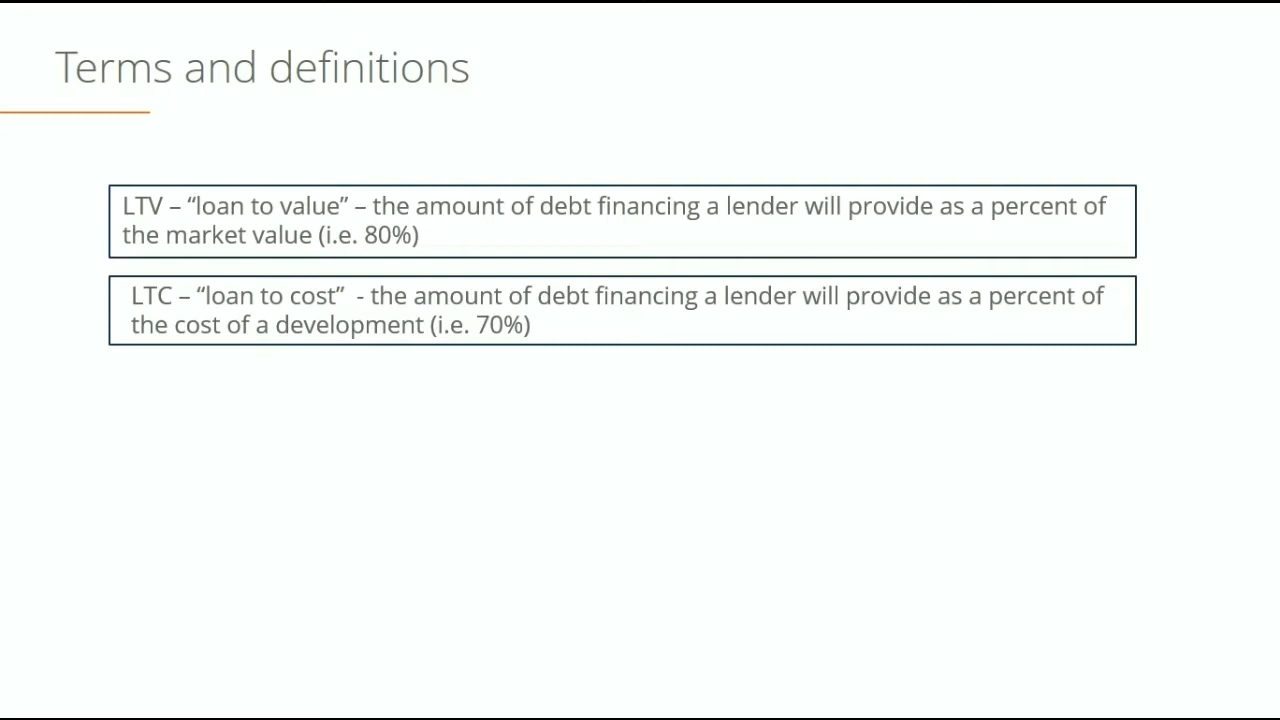 Terms and definitions
LTV – “loan to value” – the amount of debt financing a lender will provide as a percent of
the market value (i.e. 80%)
LTC – “loan to cost”  - the amount of debt financing a lender will provide as a percent of
the cost of a development (i.e. 70%)